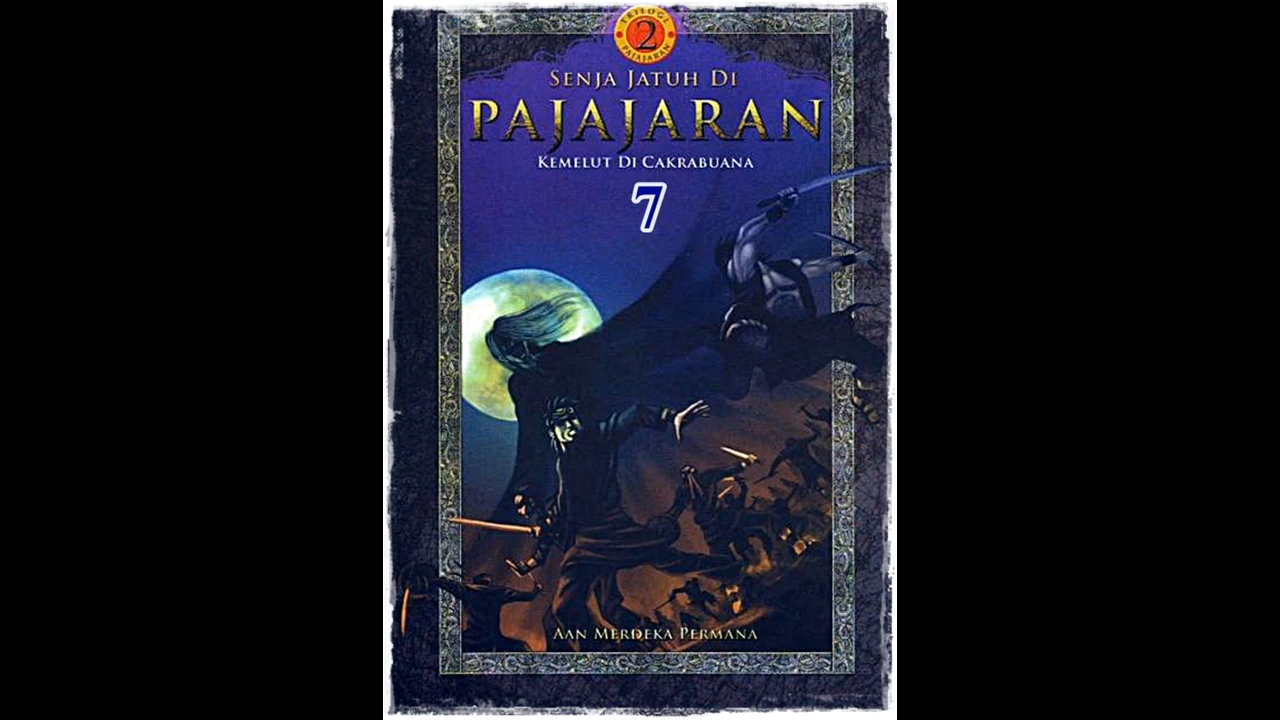 TRILOGI
2
PAJAJARAN
SENJA JATUH DI
PAJAJARAN
KEMELUT DI CAKRABUANA
7
AAN MERDEKA PERMANA